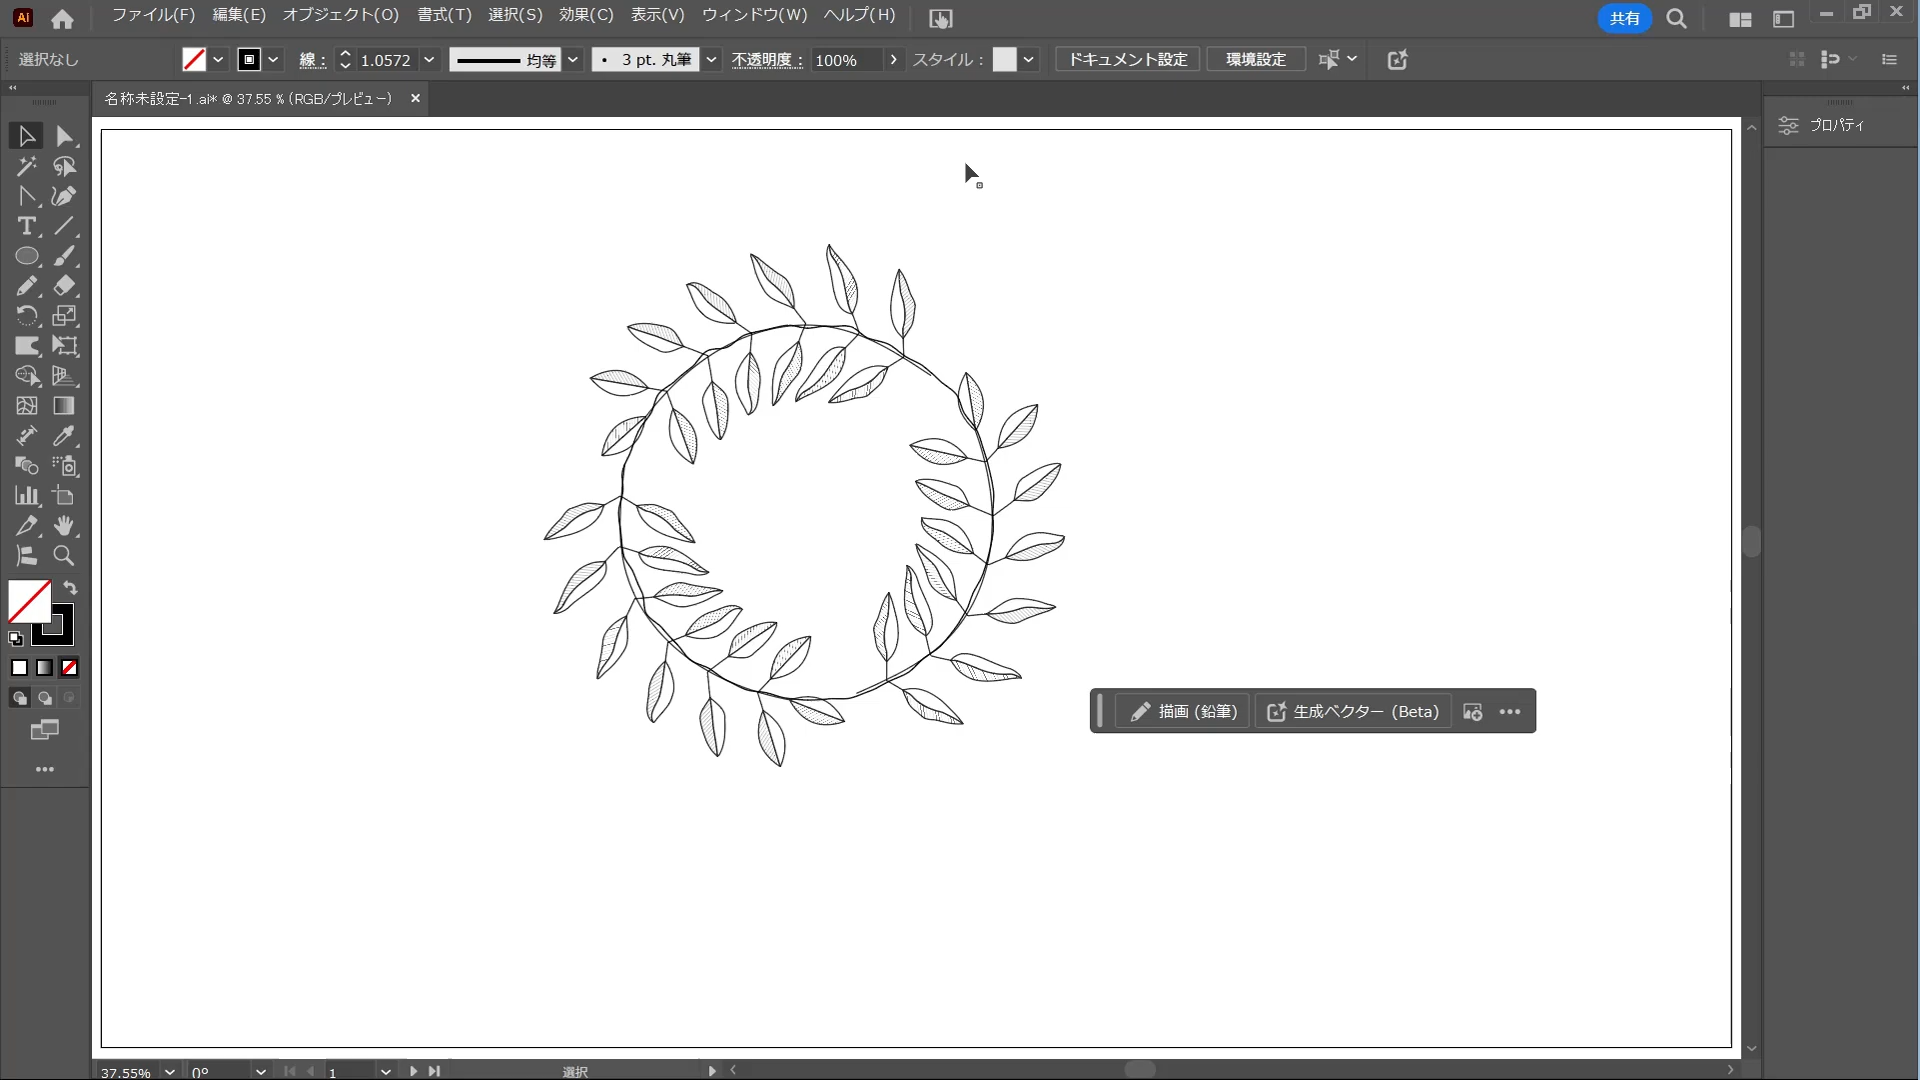 Ai ファイル(F) 編集(E) オブジェクト(O) 書式(T) 選択(S) 効果(C) 表示(V) ウィンドウ(W) ヘルプ(H) 共有
選択なし 線 : 1.0572 均等 3 pt. 丸筆 不透明度 : 100% スタイル : ドキュメント設定 環境設定
名称未設定-1.ai* @ 37.55 % (RGB/プレビュー) ×
プロパティ
描画 (鉛筆) 生成ベクター (Beta)
37.55% 0° 1 選択